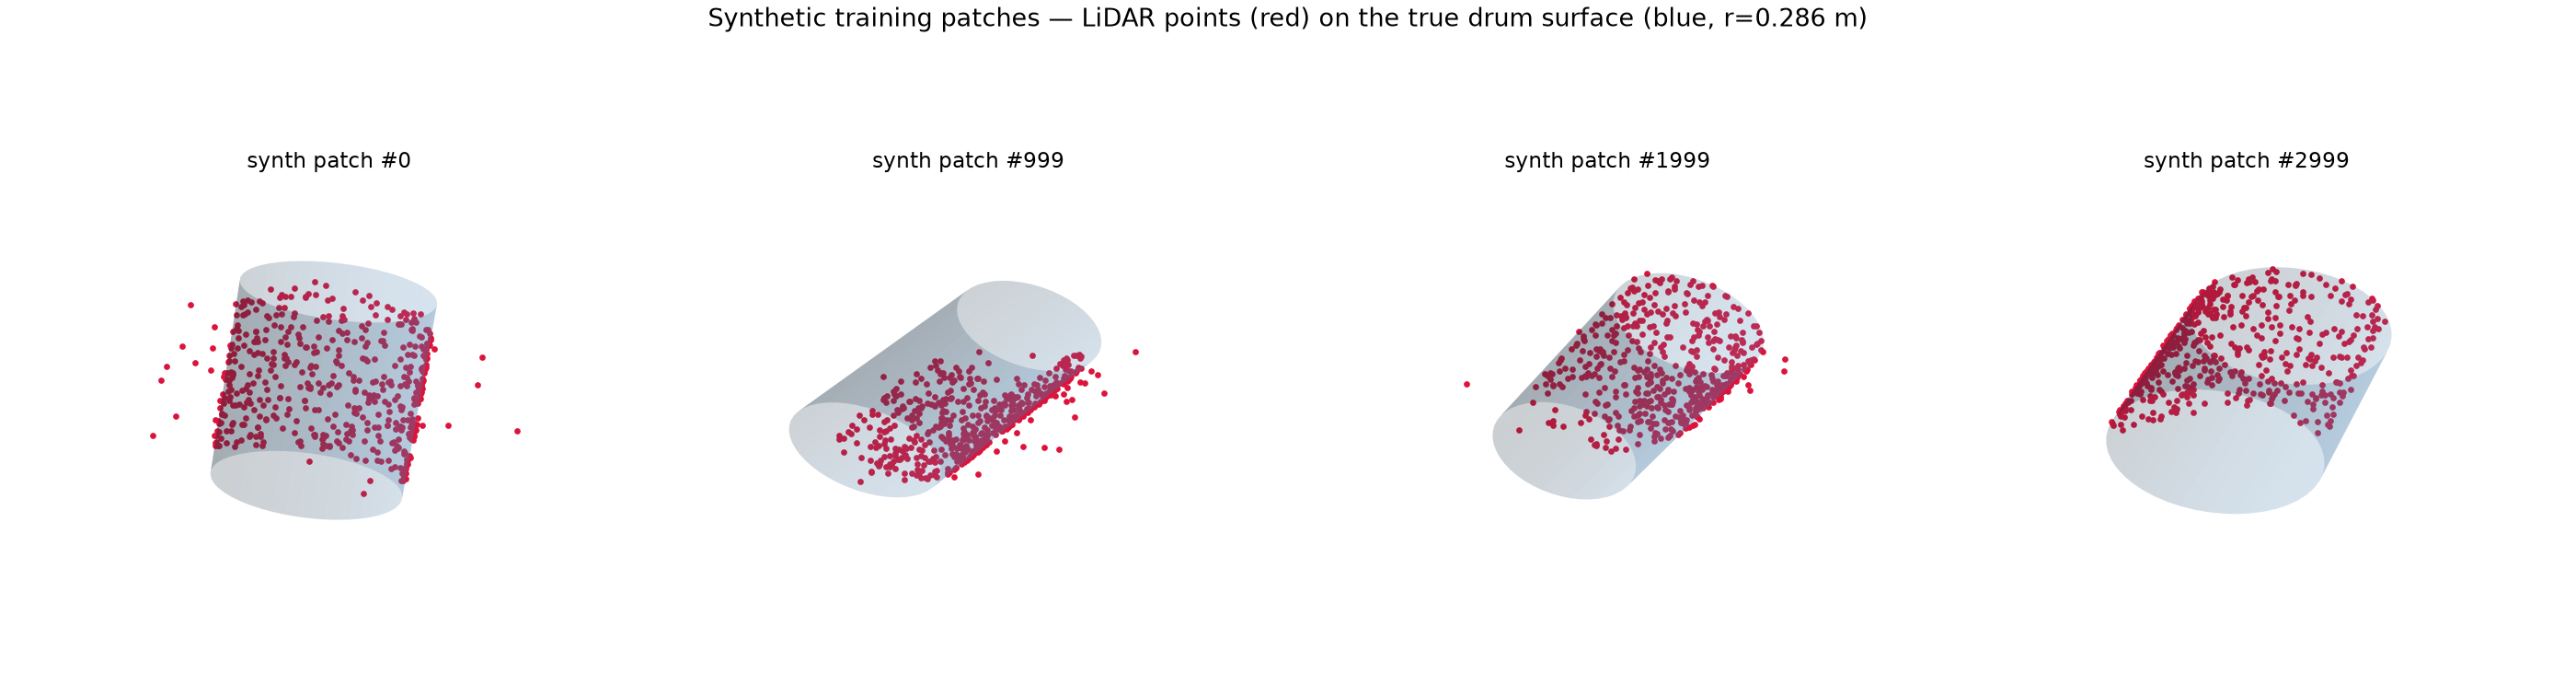 Synthetic training patches — LiDAR points (red) on the true drum surface (blue, r=0.286 m)
synth patch #0
synth patch #999
synth patch #1999
synth patch #2999